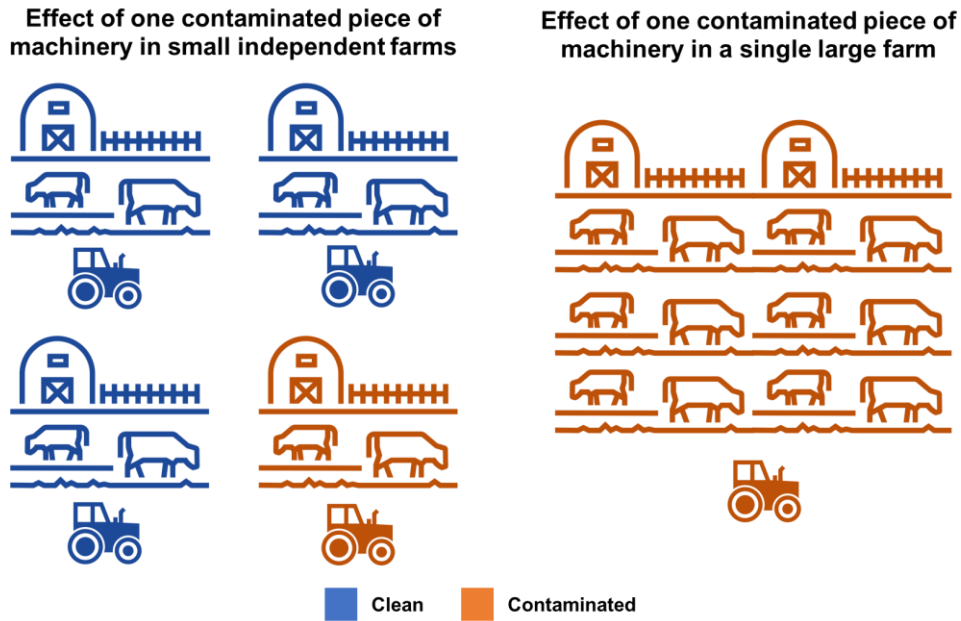 Effect of one contaminated piece of
machinery in small independent farms
Effect of one contaminated piece of
machinery in a single large farm
Clean
Contaminated